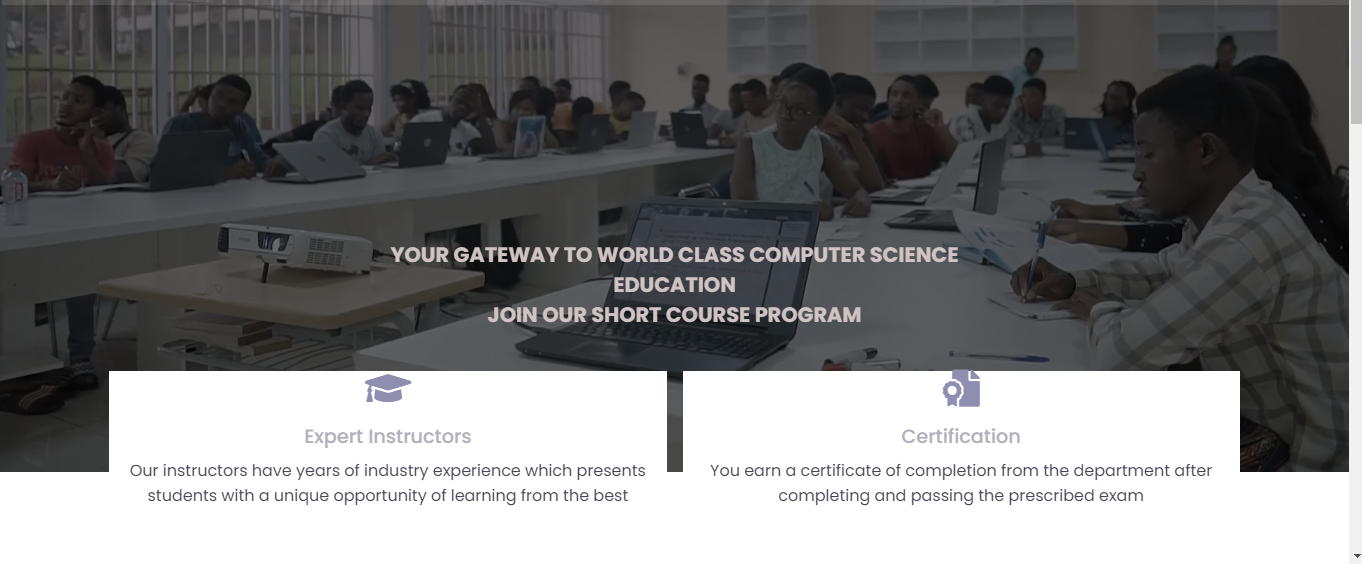 YOUR GATEWAY TO WORLD CLASS COMPUTER SCIENCE
EDUCATION
JOIN OUR SHORT COURSE PROGRAM
Expert Instructors
Our instructors have years of industry experience which presents
students with a unique opportunity of learning from the best
Certification
You earn a certificate of completion from the department after
completing and passing the prescribed exam